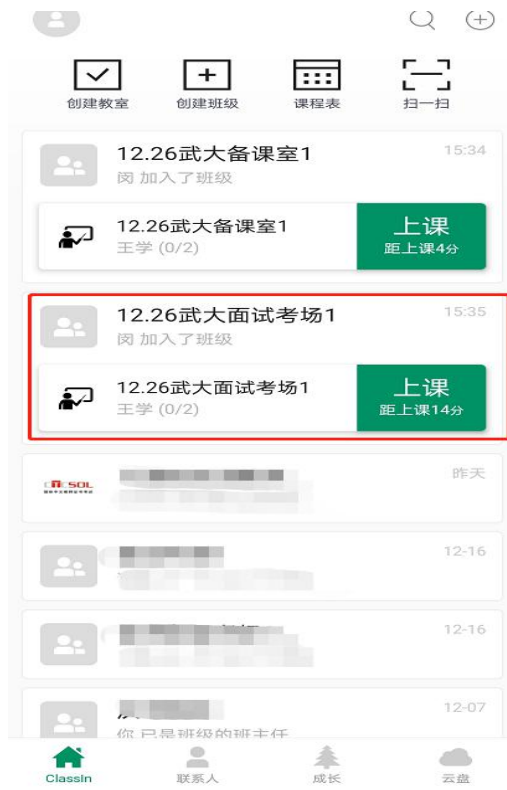 创建教室
创建班级
课程表
扫一扫
12.26武大备课室1
15:34
闵 加入了班级
12.26武大备课室1
王学 (0/2)
上课
距上课4分
12.26武大面试考场1
15:35
闵 加入了班级
12.26武大面试考场1
王学 (0/2)
上课
距上课14分
昨天
12-16
12-16
12-07
你 已是班级的班主任
ClassIn
联系人
成长
云盘